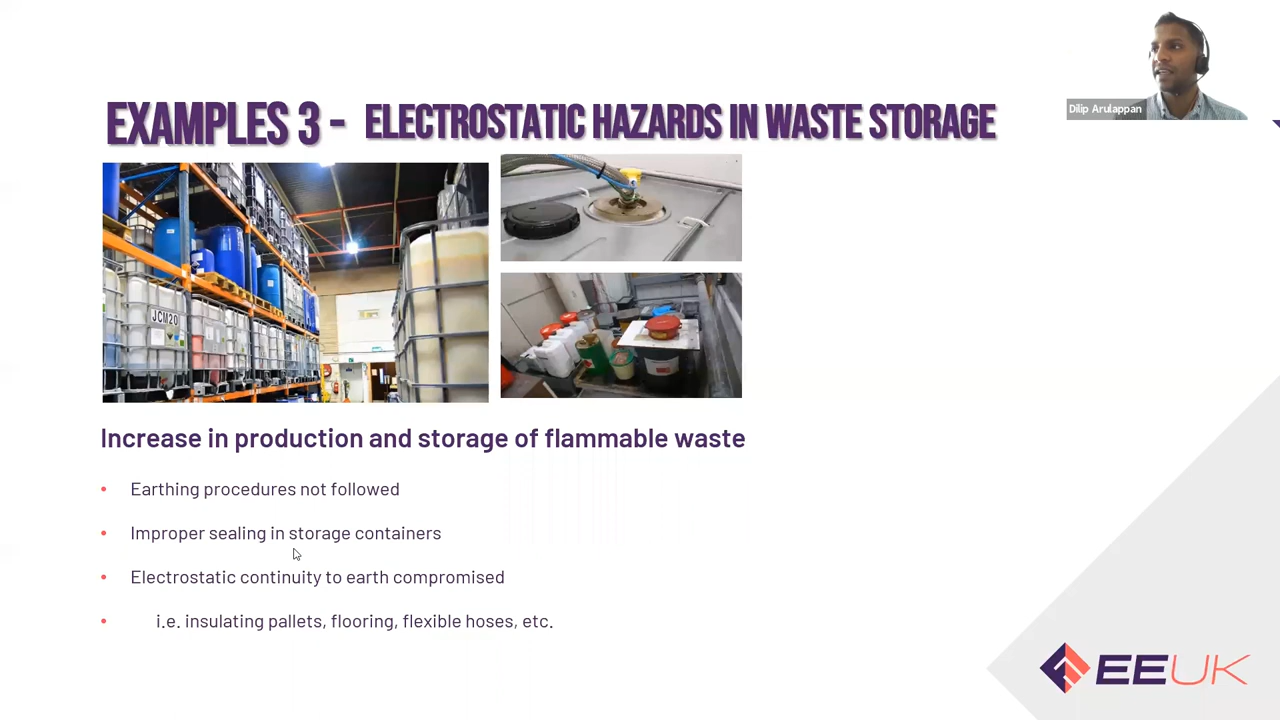 Dilip Arulappan
EXAMPLES 3 - ELECTROSTATIC HAZARDS IN WASTE STORAGE
JCM20
Increase in production and storage of flammable waste
• Earthing procedures not followed
• Improper sealing in storage containers
• Electrostatic continuity to earth compromised
• i.e. insulating pallets, flooring, flexible hoses, etc.
EEUK